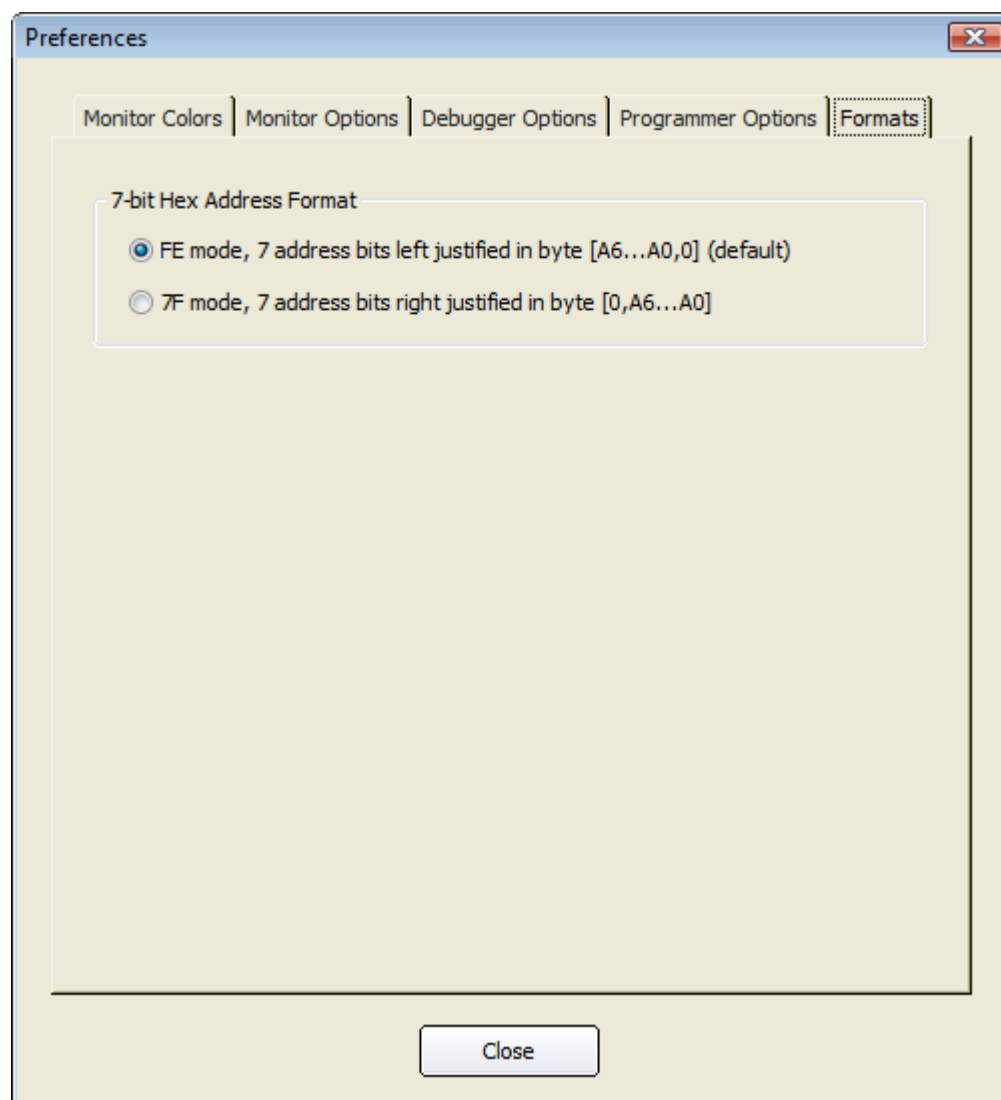 Preferences
Monitor Colors Monitor Options Debugger Options Programmer Options Formats
7-bit Hex Address Format
FE mode, 7 address bits left justified in byte [A6...A0,0] (default)
7F mode, 7 address bits right justified in byte [0,A6...A0]
Close